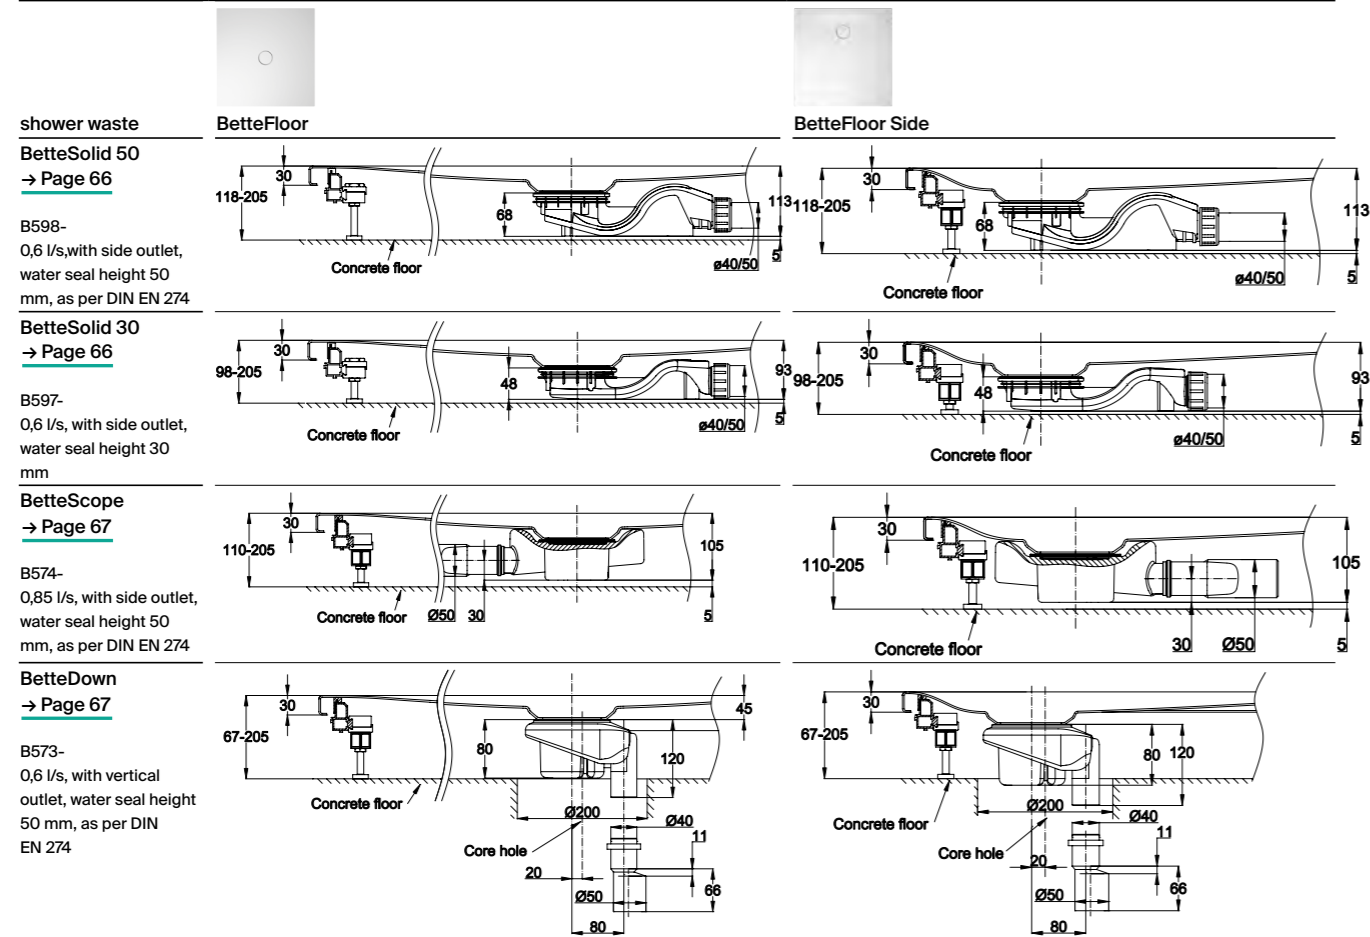 shower waste
BetteFloor
BetteFloor Side
BetteSolid 50
→ Page 66
B598-
0,6 l/s,with side outlet,
water seal height 50
mm, as per DIN EN 274
30
118-205
68
113
Concrete floor
ø40/50
5
30
118-205
68
113
Concrete floor
ø40/50
5
BetteSolid 30
→ Page 66
B597-
0,6 l/s, with side outlet,
water seal height 30
mm
30
98-205
48
93
Concrete floor
ø40/50
5
30
98-205
48
93
Concrete floor
ø40/50
5
BetteScope
→ Page 67
B574-
0,85 l/s, with side outlet,
water seal height 50
mm, as per DIN EN 274
30
110-205
105
Concrete floor
Ø50
30
5
30
110-205
105
Concrete floor
30
Ø50
5
BetteDown
→ Page 67
B573-
0,6 l/s, with vertical
outlet, water seal height
50 mm, as per DIN
EN 274
30
45
67-205
80
120
Concrete floor
Ø200
Ø40
11
Core hole
20
66
Ø50
80
30
67-205
80
120
Ø200
Concrete floor
Ø40
11
Core hole
20
66
Ø50
80